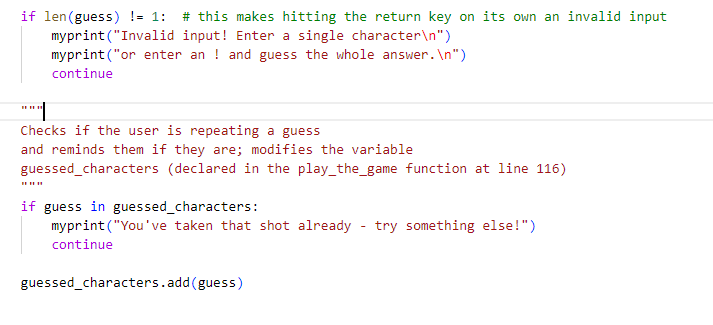 if len(guess) != 1:  # this makes hitting the return key on its own an invalid input
    myprint("Invalid input! Enter a single character\n")
    myprint("or enter an ! and guess the whole answer.\n")
    continue

"""
Checks if the user is repeating a guess
and reminds them if they are; modifies the variable
guessed_characters (declared in the play_the_game function at line 116)
"""
if guess in guessed_characters:
    myprint("You've taken that shot already - try something else!")
    continue

guessed_characters.add(guess)